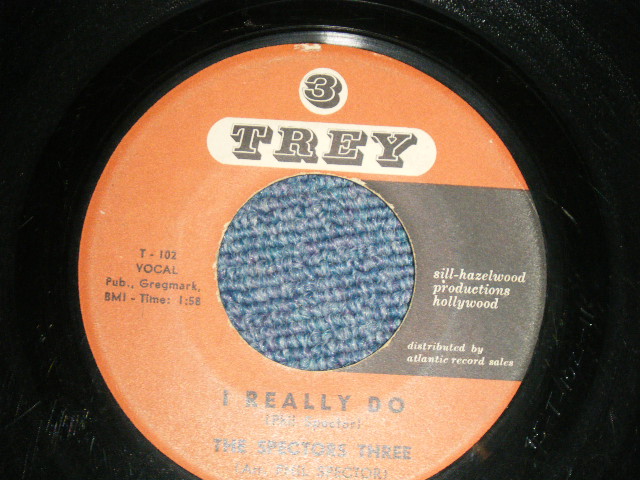 3
TREY
T - 102
VOCAL
Pub., Gregmark,
BMI - Time: 1:58
sill-hazelwood
productions
hollywood
distributed by
atlantic record sales
I REALLY DO
(Phil Spector)
THE SPECTORS THREE
(Arr. PHIL SPECTOR)